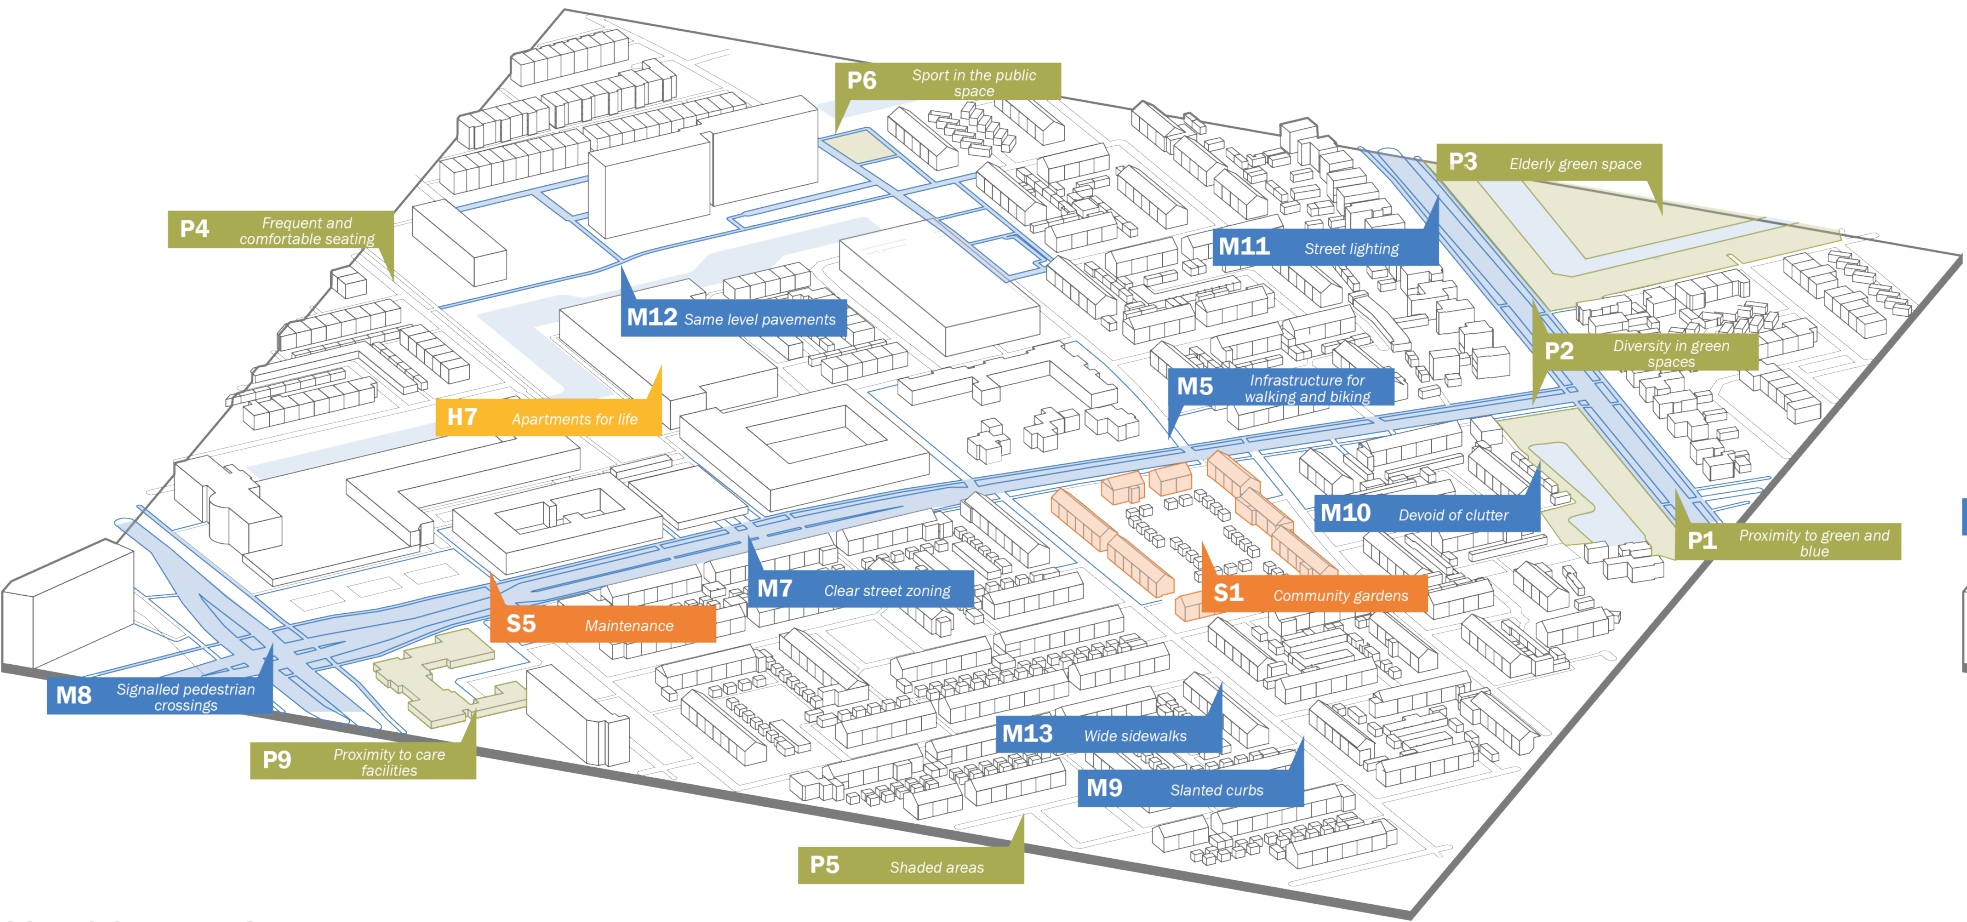 P6
Sport in the public
space
P3
Elderly green space
P4
Frequent and
comfortable seating
M11
Street lighting
M12
Same level pavements
P2
Diversity in green
spaces
M5
Infrastructure for
walking and biking
H7
Apartments for life
M10
Devoid of clutter
P1
Proximity to green and
blue
M7
Clear street zoning
S1
Community gardens
S5
Maintenance
M8
Signalled pedestrian
crossings
M13
Wide sidewalks
P9
Proximity to care
facilities
M9
Slanted curbs
P5
Shaded areas